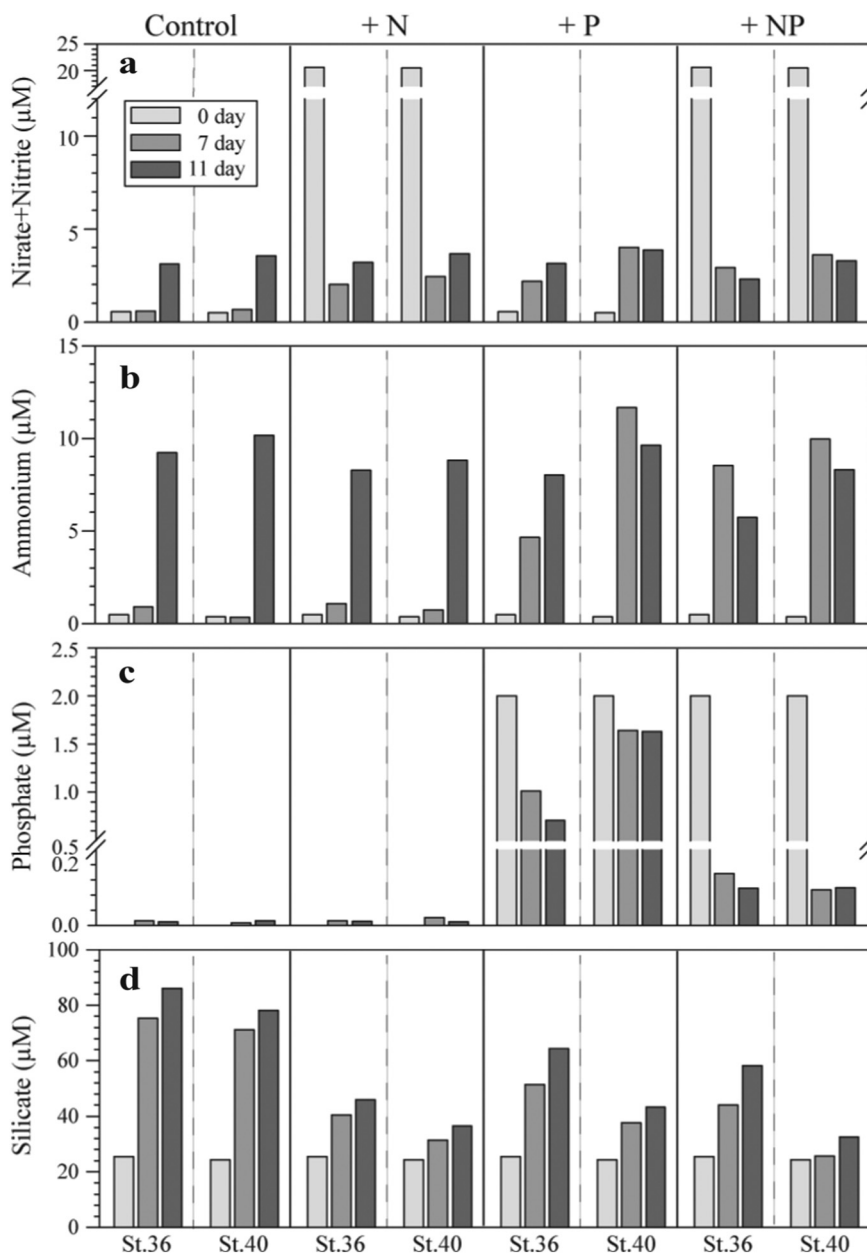 Control + N + P + NP
a
25
20
10
5
0
Nirate+Nitrite (µM)
0 day
7 day
11 day
b
15
10
5
0
Ammonium (µM)
c
2.5
2.0
1.5
1.0
0.5
0.2
0.0
Phosphate (µM)
d
100
80
60
40
20
0
Silicate (µM)
St.36 St.40 St.36 St.40 St.36 St.40 St.36 St.40